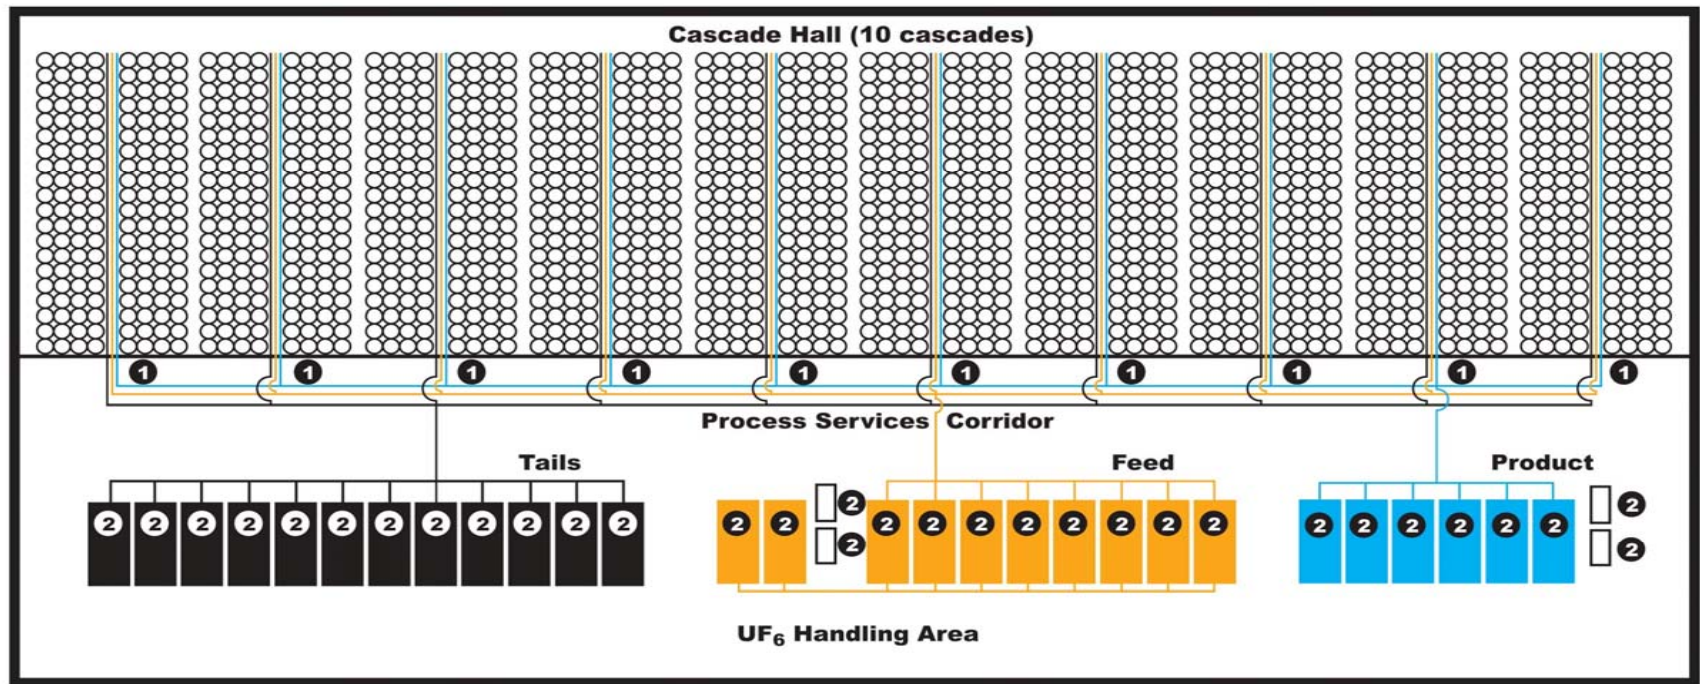 Cascade Hall (10 cascades)
1 1 1 1 1 1 1 1 1 1
Process Services Corridor
Tails Feed Product
2 2 2 2 2 2 2 2 2 2 2 2 2 2 2 2 2 2 2 2 2 2 2 2 2 2 2 2 2 2 2 2
UF₆ Handling Area